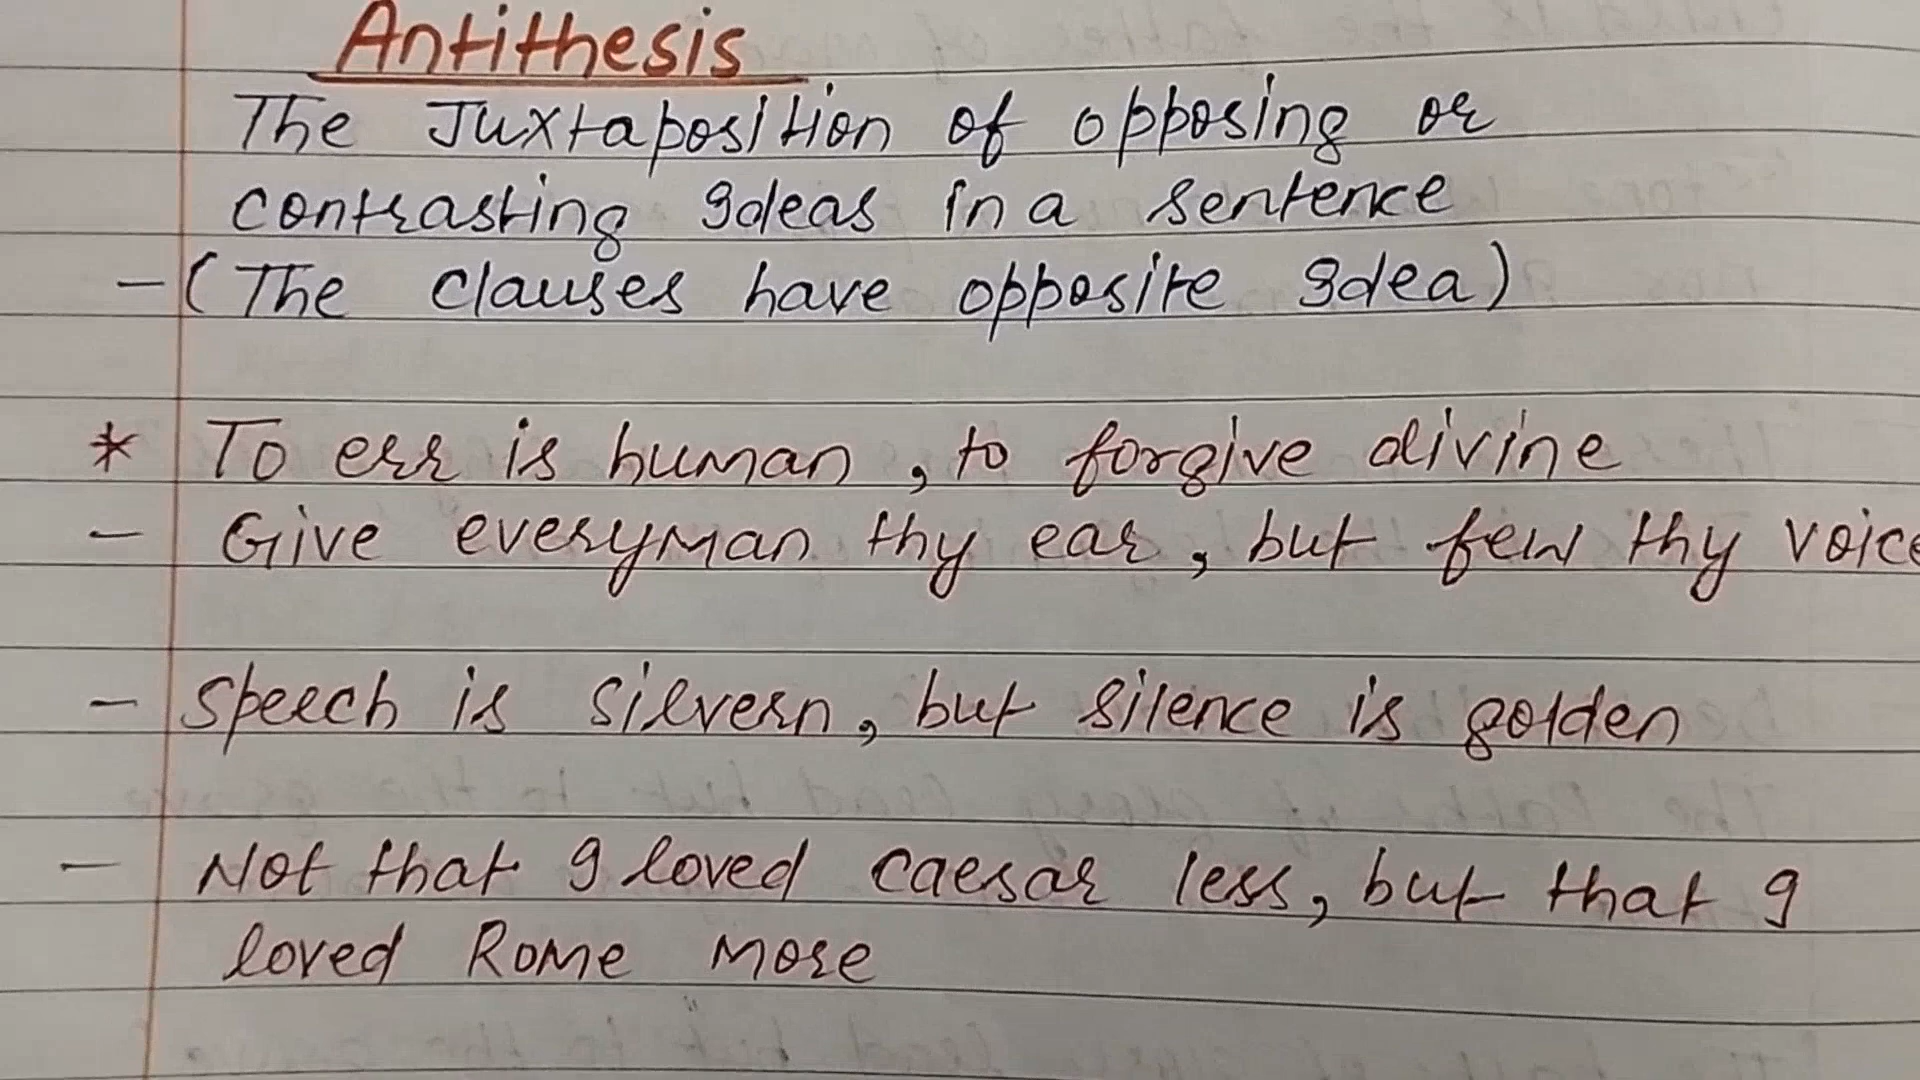 Antithesis
The Juxtaposition of opposing or
contrasting Ideas in a sentence
- (The clauses have opposite Idea)
* To err is human, to forgive divine
- Give everyman thy ear, but few thy voice
- Speech is silvern, but silence is golden
- Not that I loved caesar less, but that I
loved Rome more